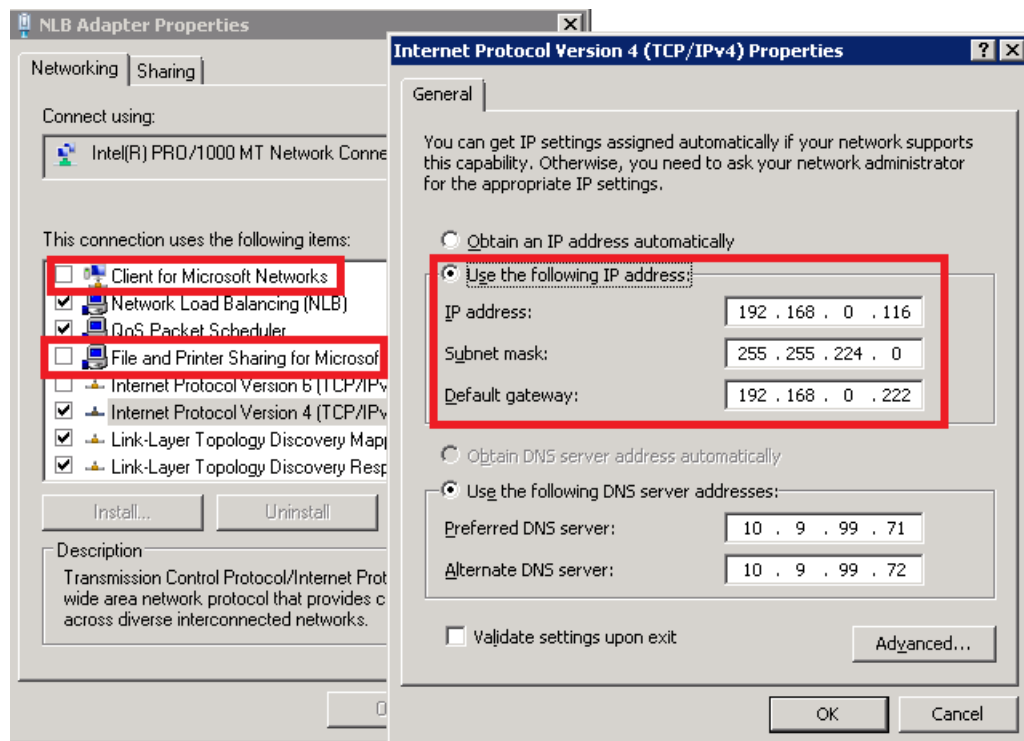 NLB Adapter Properties
Networking
Sharing
Connect using:
Intel(R) PRO/1000 MT Network Conne
This connection uses the following items:
Client for Microsoft Networks
Network Load Balancing (NLB)
QoS Packet Scheduler
File and Printer Sharing for Microsof
Internet Protocol Version 6 (TCP/IPv
Internet Protocol Version 4 (TCP/IPv
Link-Layer Topology Discovery Map
Link-Layer Topology Discovery Resp
Install...
Uninstall
Description
Transmission Control Protocol/Internet Prot
wide area network protocol that provides c
across diverse interconnected networks.
Internet Protocol Version 4 (TCP/IPv4) Properties
General
You can get IP settings assigned automatically if your network supports
this capability. Otherwise, you need to ask your network administrator
for the appropriate IP settings.
Obtain an IP address automatically
Use the following IP address:
IP address: 192 . 168 . 0 . 116
Subnet mask: 255 . 255 . 224 . 0
Default gateway: 192 . 168 . 0 . 222
Obtain DNS server address automatically
Use the following DNS server addresses:
Preferred DNS server: 10 . 9 . 99 . 71
Alternate DNS server: 10 . 9 . 99 . 72
Validate settings upon exit
Advanced...
OK
Cancel